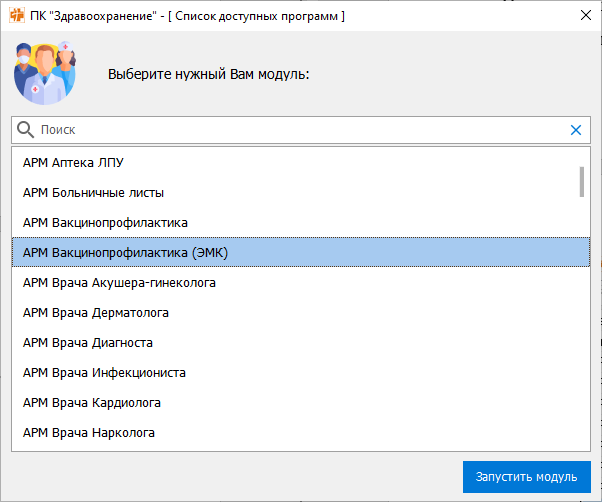 ПК "Здравоохранение" - [ Список доступных программ ]
Выберите нужный Вам модуль:
Поиск
АРМ Аптека ЛПУ
АРМ Больничные листы
АРМ Вакцинопрофилактика
АРМ Вакцинопрофилактика (ЭМК)
АРМ Врача Акушера-гинеколога
АРМ Врача Дерматолога
АРМ Врача Диагноста
АРМ Врача Инфекциониста
АРМ Врача Кардиолога
АРМ Врача Нарколога
Запустить модуль